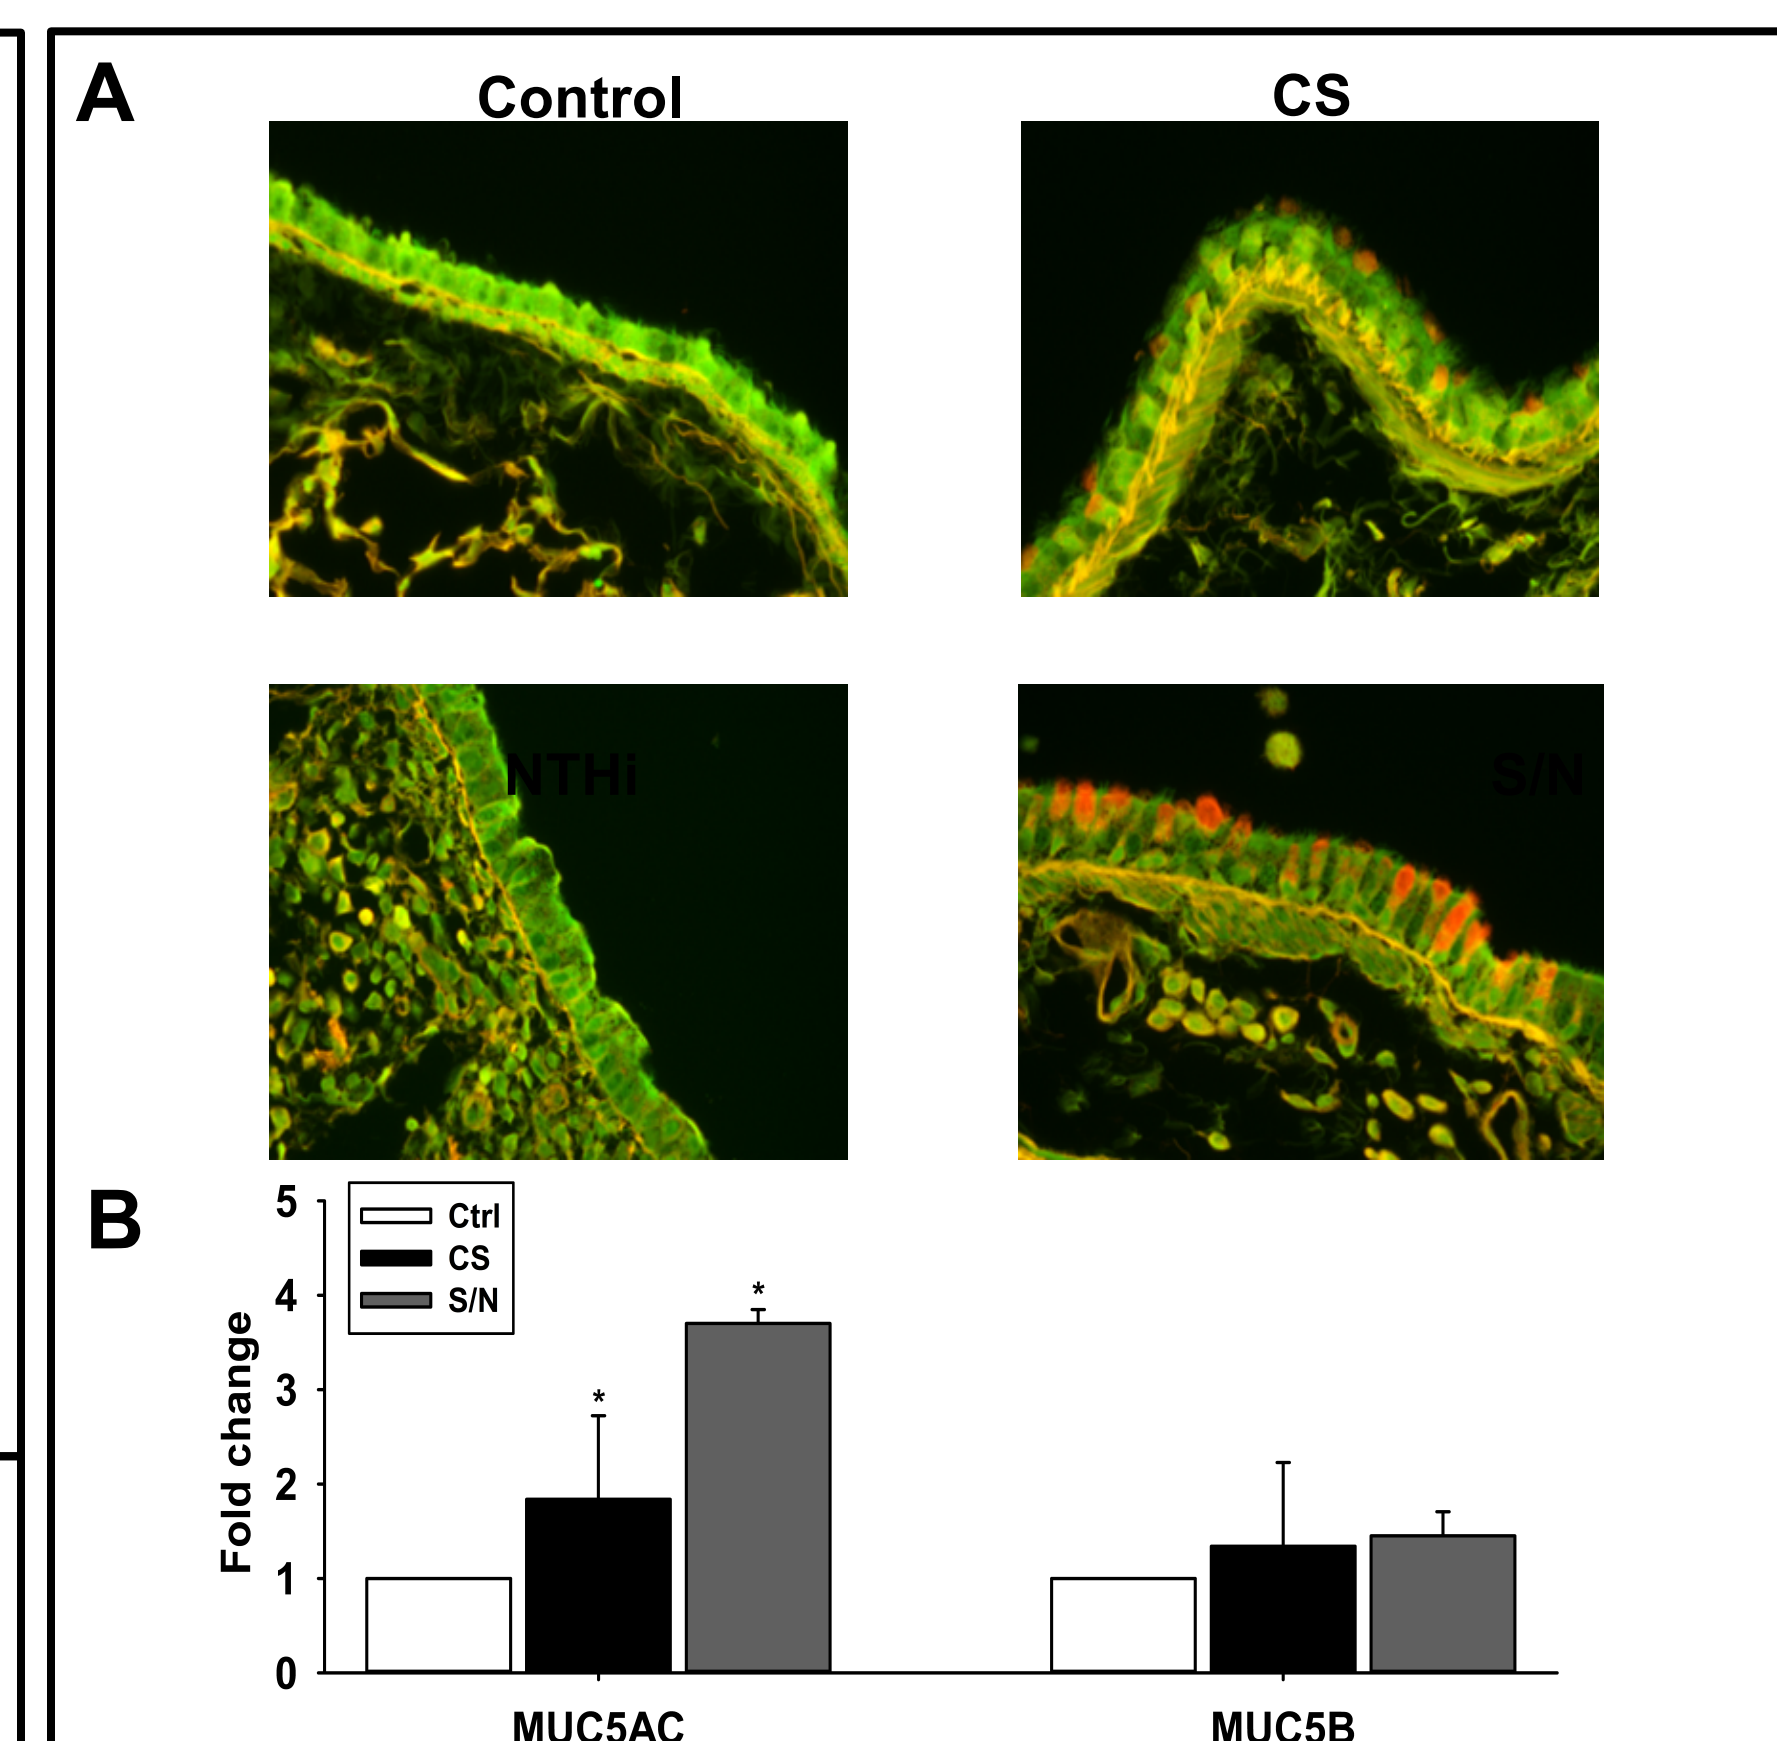 A
Control
CS
NTHi
S/N
B
5
4
3
2
1
0
Fold change
Ctrl
CS
S/N
*
*
MUC5AC
MUC5B